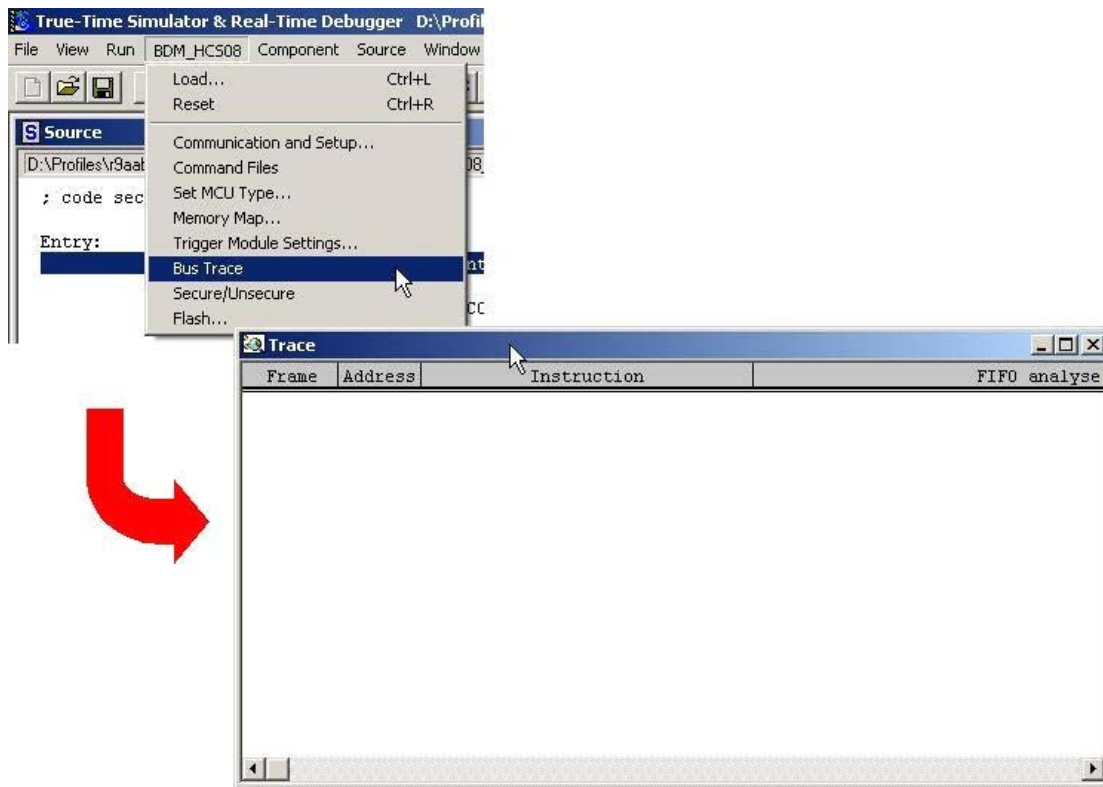 True-Time Simulator & Real-Time Debugger D:\Profil
File View Run BDM_HCS08 Component Source Window
Load... Ctrl+L
Reset Ctrl+R
Source
Communication and Setup...
Command Files
; code sec
Set MCU Type...
Memory Map...
Entry:
Trigger Module Settings...
Bus Trace
Secure/Unsecure
Flash...
Trace
Frame Address Instruction FIFO analyse